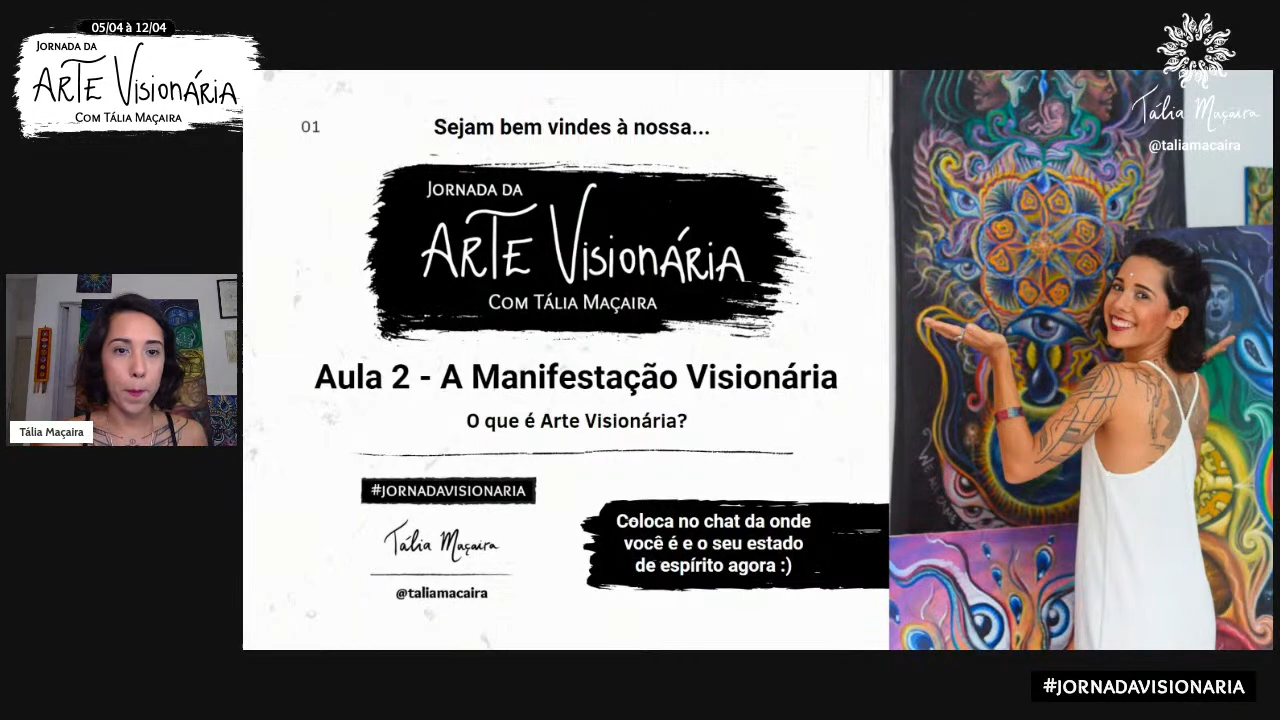 05/04 à 12/04
JORNADA DA
ARTE VISIONÁRIA
COM TÁLIA MAÇAIRA
Tália Maçaira
@taliamacaira
01
Sejam bem vindes à nossa...
JORNADA DA
ARTE VISIONÁRIA
COM TÁLIA MAÇAIRA
Aula 2 - A Manifestação Visionária
O que é Arte Visionária?
#JORNADAVISIONARIA
Tália Maçaira
@taliamacaira
Coloca no chat da onde
você é e o seu estado
de espírito agora :)
Tália Maçaira
#JORNADAVISIONARIA